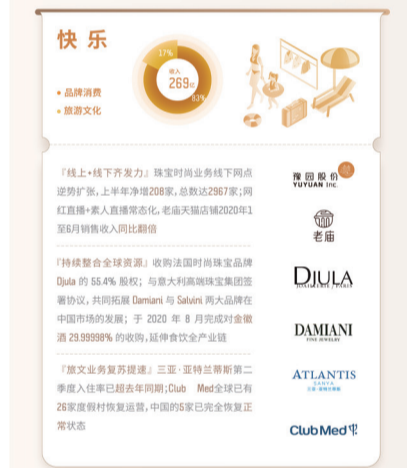 快乐
17%
收入
269亿
83%
• 品牌消费
• 旅游文化
『线上+线下齐发力』珠宝时尚业务线下网点
逆势扩张,上半年净增208家,总数达2967家;网
红直播+素人直播常态化,老庙天猫店铺2020年1
至6月销售收入同比翻倍
豫园股份
YUYUAN Inc.
老庙
『持续整合全球资源』收购法国时尚珠宝品牌
Djula 的 55.4% 股权;与意大利高端珠宝集团签
署协议,共同拓展 Damiani 与 Salvini 两大品牌在
中国市场的发展;于 2020 年 8 月完成对金徽
酒 29.99998% 的收购,延伸食饮全产业链
DJULA
JOAILLERIE | PARIS
DAMIANI
FINE JEWELRY
『旅文业务复苏提速』三亚·亚特兰蒂斯第二
季度入住率已超去年同期;Club Med全球已有
26家度假村恢复运营,中国的5家已完全恢复正
常状态
ATLANTIS
SANYA
三亚·亚特兰蒂斯
Club Med